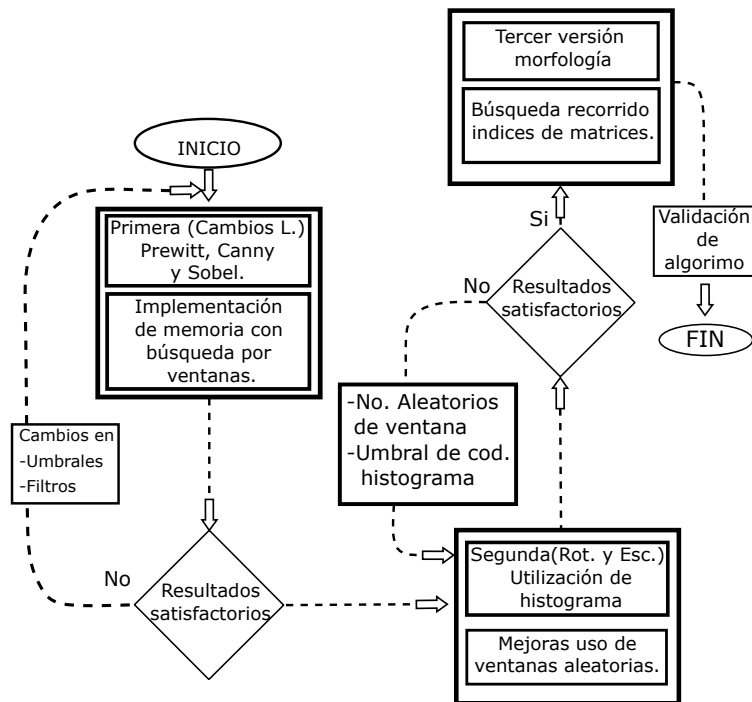 INICIO
Primera (Cambios L.)
Prewitt, Canny
y Sobel.
Implementación
de memoria con
búsqueda por
ventanas.
Cambios en
-Umbrales
-Filtros
No
Resultados
satisfactorios
Segunda(Rot. y Esc.)
Utilización de
histograma
Mejoras uso de
ventanas aleatorias.
-No. Aleatorios
de ventana
-Umbral de cod.
histograma
No
Si
Resultados
satisfactorios
Tercer versión
morfología
Búsqueda recorrido
indices de matrices.
Validación
de
algorimo
FIN